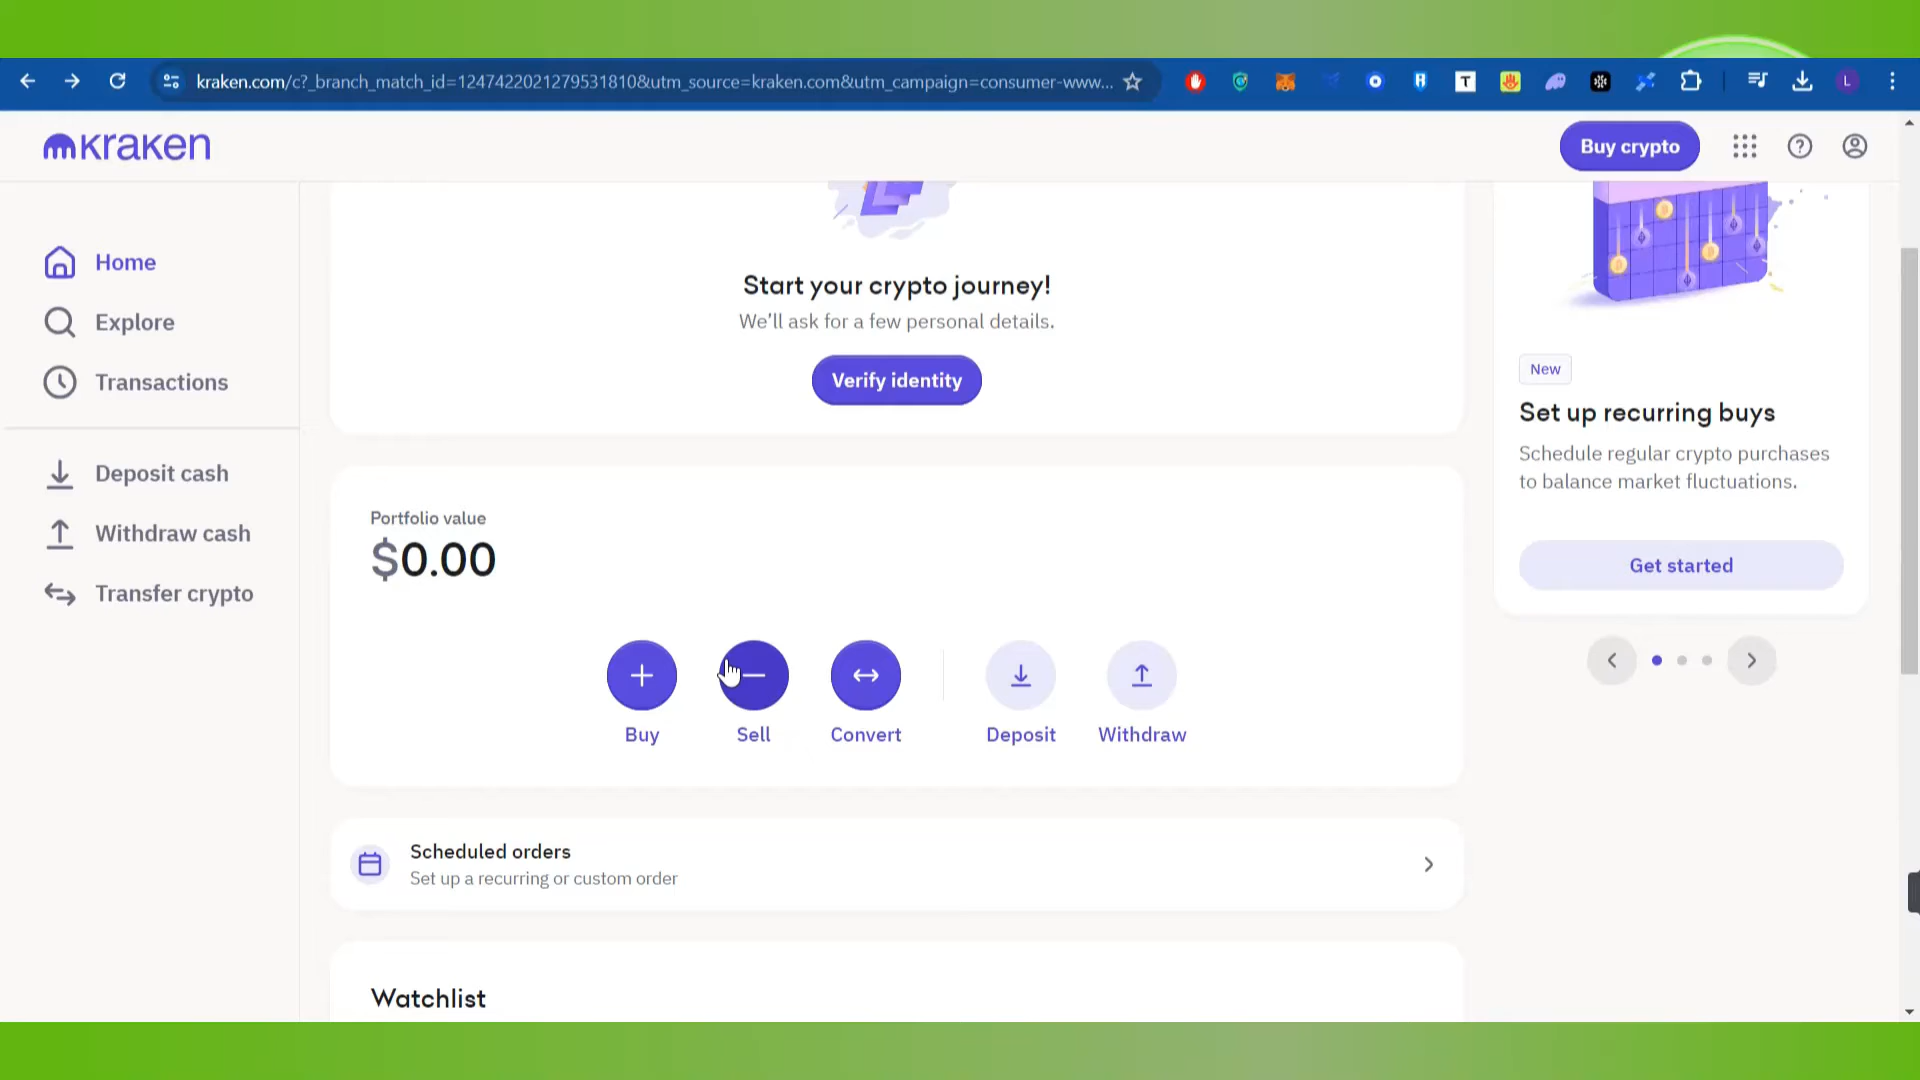 kraken.com/c?_branch_match_id=1247422021279531810&utm_source=kraken.com&utm_campaign=consumer-www...
T
L
kraken
Buy crypto
Home
Explore
Transactions
Deposit cash
Withdraw cash
Transfer crypto
Start your crypto journey!
We'll ask for a few personal details.
Verify identity
Portfolio value
$0.00
Buy
Sell
Convert
Deposit
Withdraw
Scheduled orders
Set up a recurring or custom order
Watchlist
New
Set up recurring buys
Schedule regular crypto purchases
to balance market fluctuations.
Get started